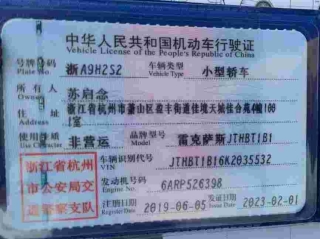 中华人民共和国机动车行驶证
Vehicle License of the People's Republic of China
号牌号码 浙A9H2S2 车辆类型 小型轿车
Plate No Vehicle Type
所有人 苏启念
Owner
住址 浙江省杭州市萧山区盈丰街道佳境天城佳合苑4幢100
1室
使用性质 非营运 品牌型号 雷克萨斯JTHBT1B1
Use Character Model
浙江省杭州 车辆识别代号 JTHBT1B16K2035532
VIN
市公安局交 发动机号码 6ARP526398
Engine No
通警察支队 注册日期 2019-06-05 发证日期 2023-02-01
Register Date Issue Date